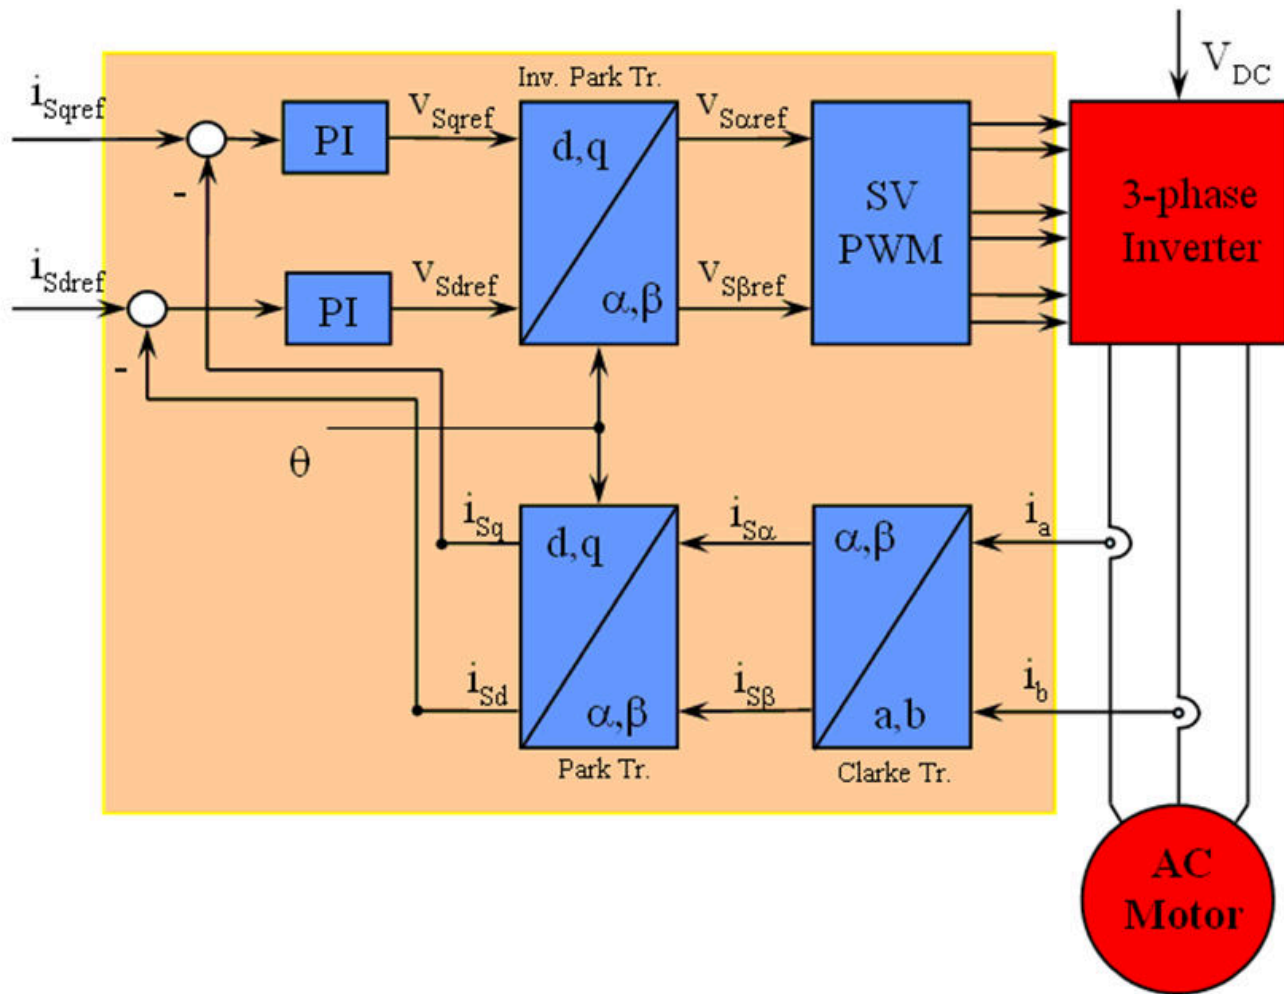 Inv. Park Tr.
V_DC
i_Sqref
PI
v_Sqref
d,q
v_Sαref
SV
PWM
3-phase
Inverter
-
i_Sdref
PI
v_Sdref
α,β
v_Sβref
-
θ
i_Sq
d,q
i_Sα
α,β
i_a
i_Sd
α,β
i_Sβ
a,b
i_b
Park Tr.
Clarke Tr.
AC
Motor